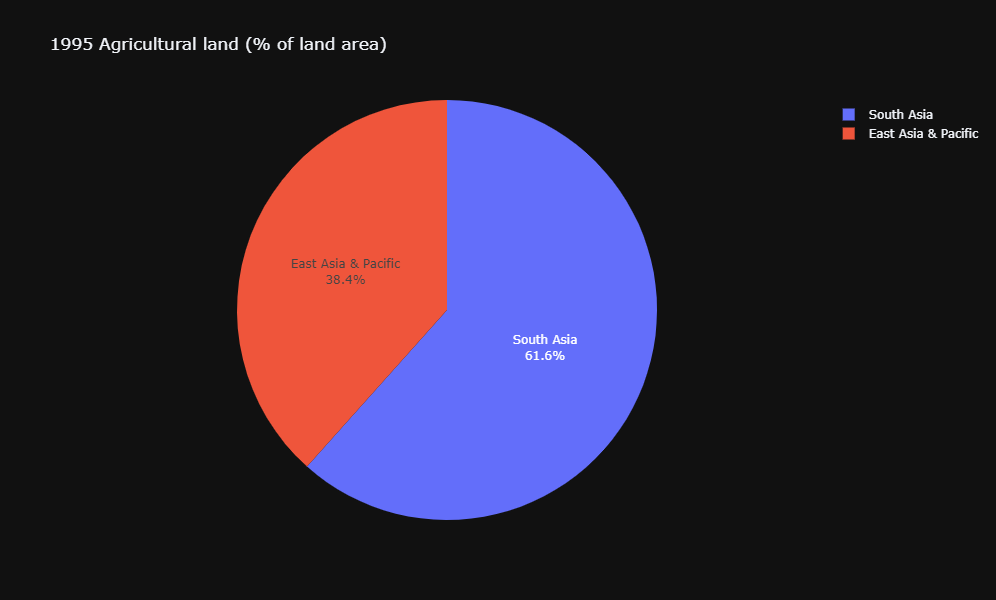 1995 Agricultural land (% of land area)
South Asia
East Asia & Pacific
East Asia & Pacific
38.4%
South Asia
61.6%